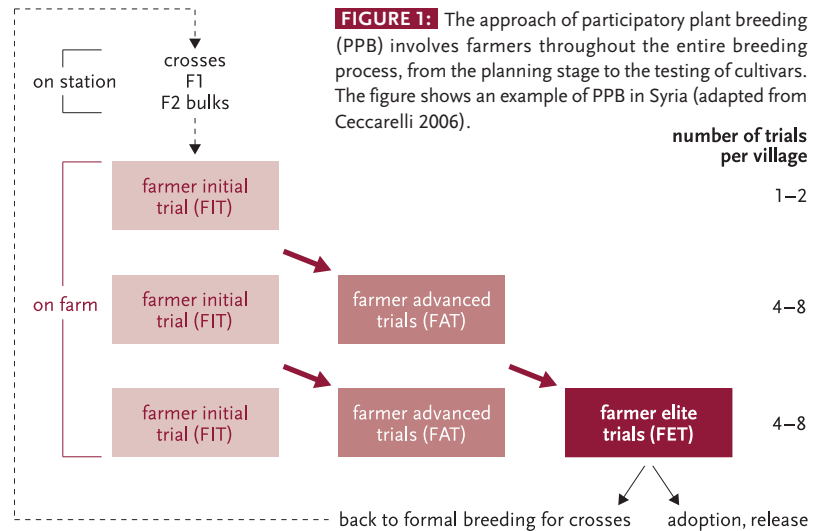 FIGURE 1: The approach of participatory plant breeding
(PPB) involves farmers throughout the entire breeding
process, from the planning stage to the testing of cultivars.
The figure shows an example of PPB in Syria (adapted from
Ceccarelli 2006).
on station
crosses
F1
F2 bulks
number of trials
per village
on farm
farmer initial
trial (FIT)
1–2
farmer initial
trial (FIT)
farmer advanced
trials (FAT)
4–8
farmer initial
trial (FIT)
farmer advanced
trials (FAT)
farmer elite
trials (FET)
4–8
back to formal breeding for crosses
adoption, release